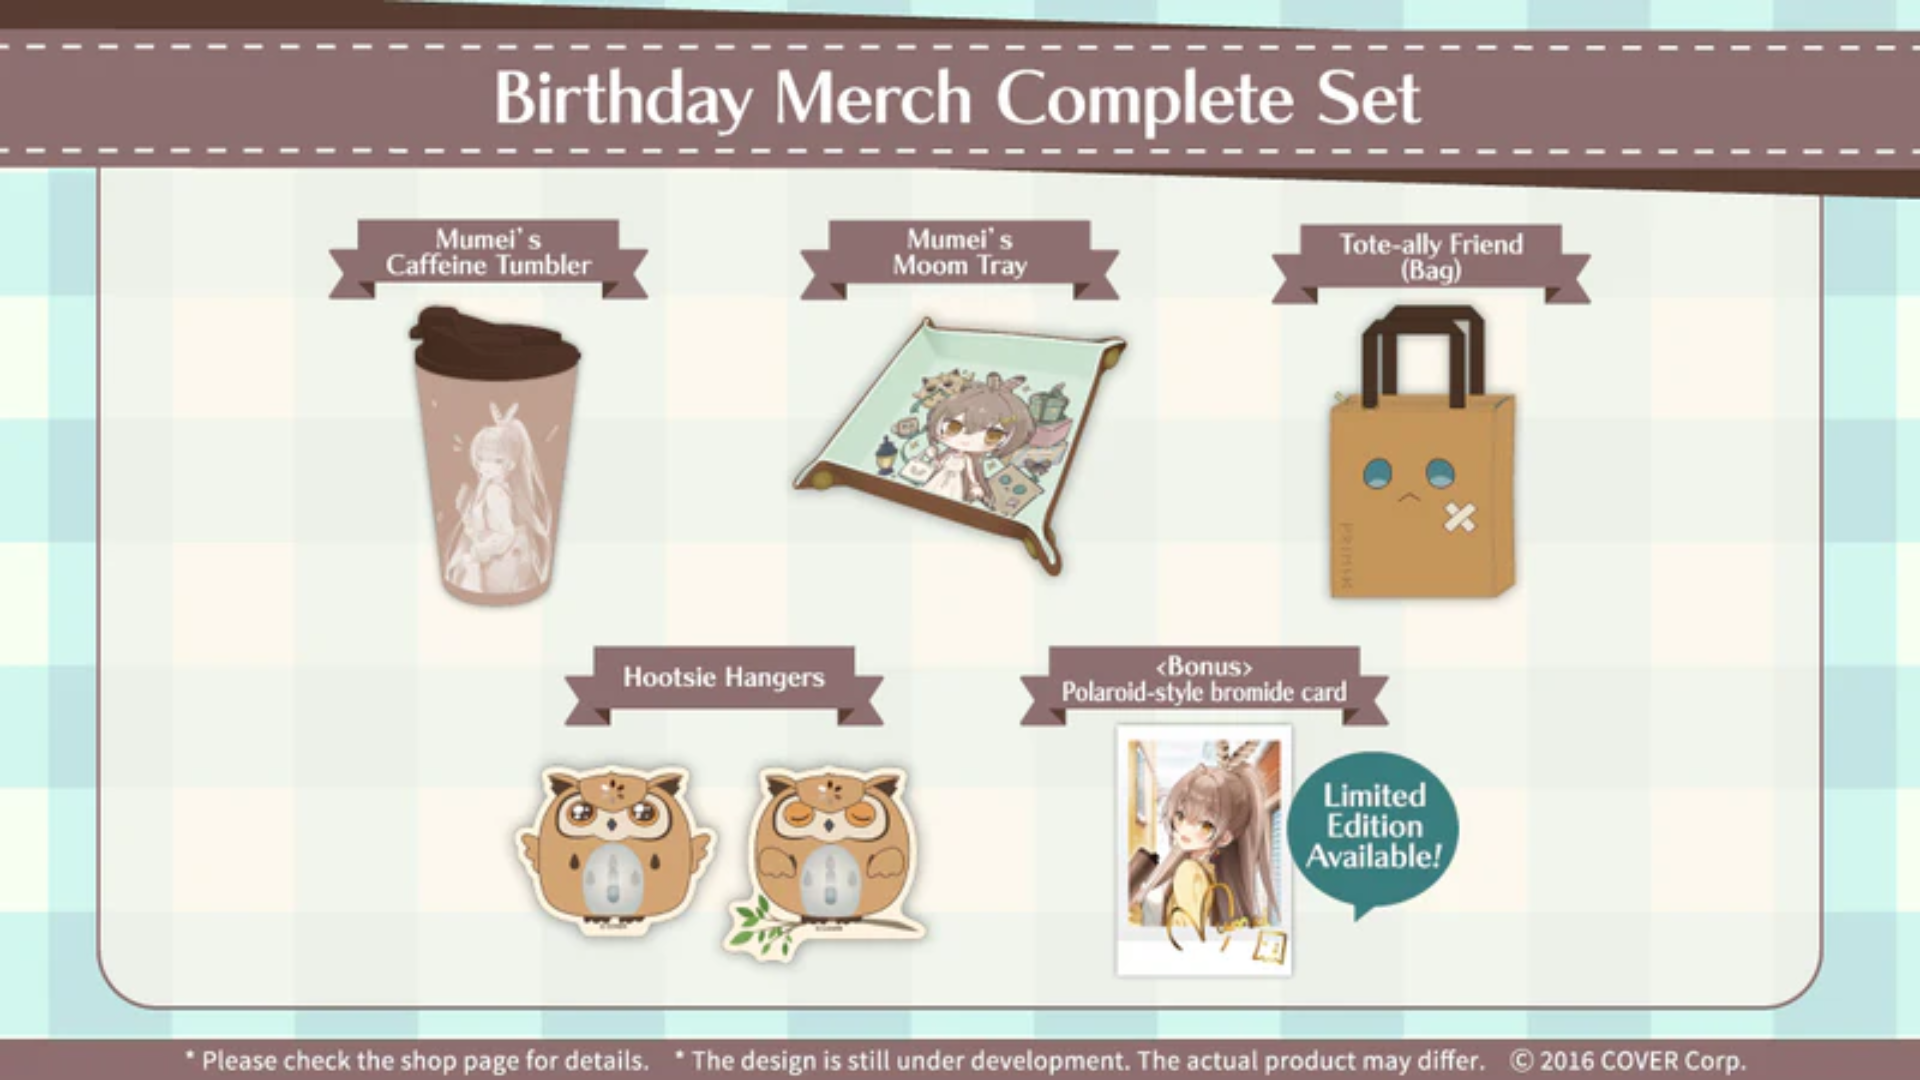 Birthday Merch Complete Set
Mumei's
Caffeine Tumbler
Mumei's
Moom Tray
Tote-ally Friend
(Bag)
Hootsie Hangers
<Bonus>
Polaroid-style bromide card
Limited
Edition
Available!
* Please check the shop page for details. * The design is still under development. The actual product may differ. © 2016 COVER Corp.